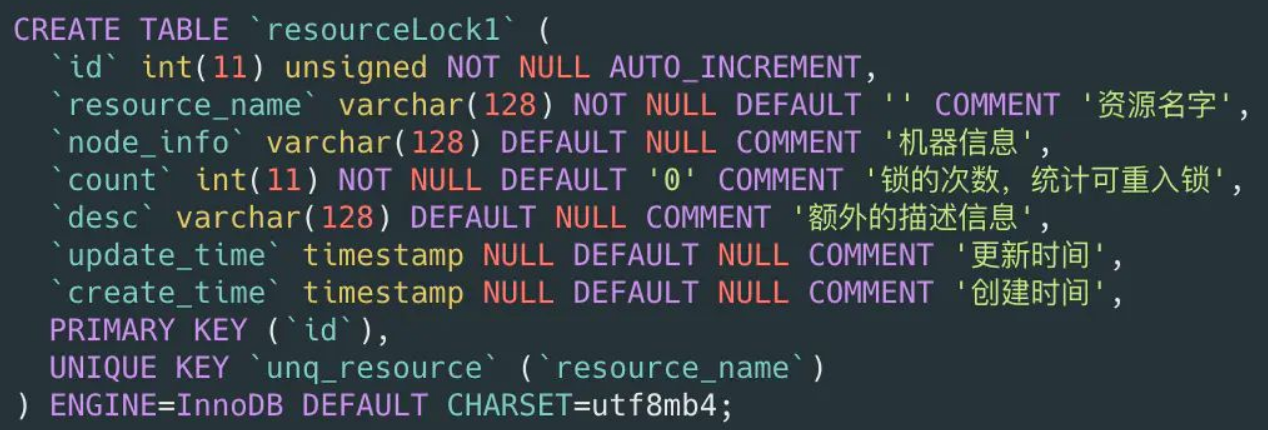 CREATE TABLE `resourceLock1` (
  `id` int(11) unsigned NOT NULL AUTO_INCREMENT,
  `resource_name` varchar(128) NOT NULL DEFAULT '' COMMENT '资源名字',
  `node_info` varchar(128) DEFAULT NULL COMMENT '机器信息',
  `count` int(11) NOT NULL DEFAULT '0' COMMENT '锁的次数，统计可重入锁',
  `desc` varchar(128) DEFAULT NULL COMMENT '额外的描述信息',
  `update_time` timestamp NULL DEFAULT NULL COMMENT '更新时间',
  `create_time` timestamp NULL DEFAULT NULL COMMENT '创建时间',
  PRIMARY KEY (`id`),
  UNIQUE KEY `unq_resource` (`resource_name`)
) ENGINE=InnoDB DEFAULT CHARSET=utf8mb4;